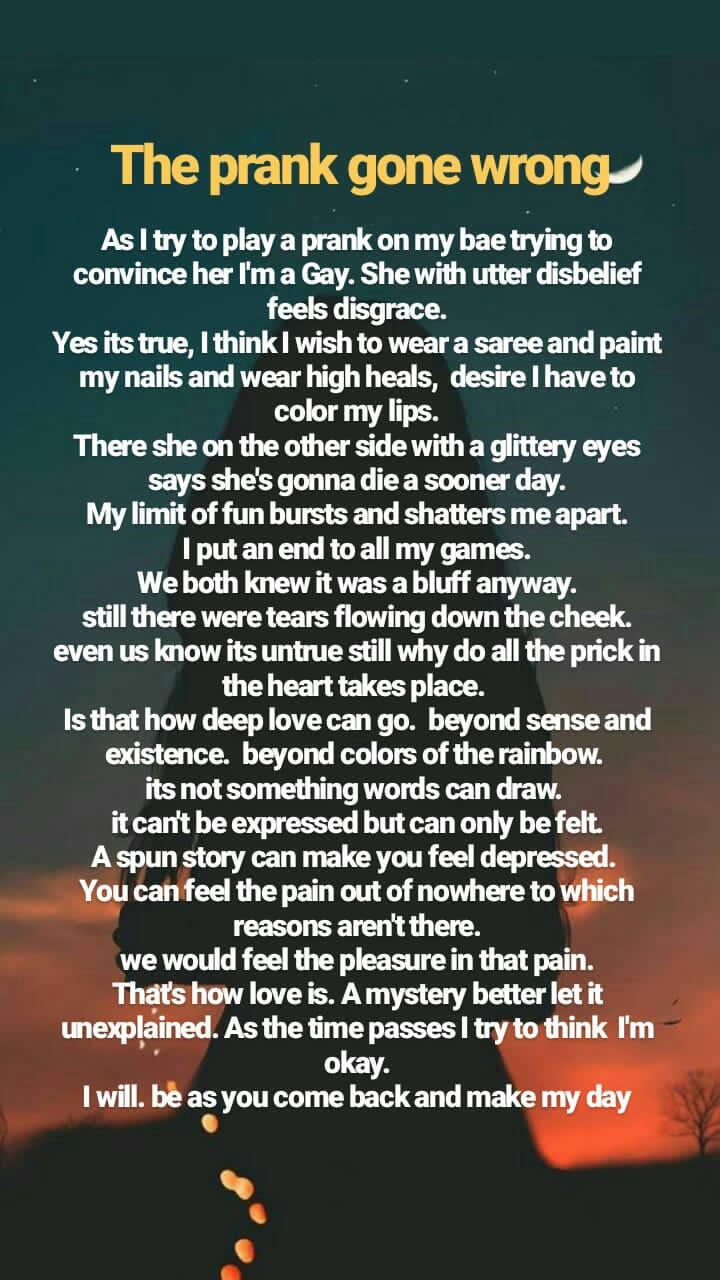 The prank gone wrong
As I try to play a prank on my bae trying to
convince her I'm a Gay. She with utter disbelief
feels disgrace.
Yes its true, I think I wish to wear a saree and paint
my nails and wear high heals, desire I have to
color my lips.
There she on the other side with a glittery eyes
says she's gonna die a sooner day.
My limit of fun bursts and shatters me apart.
I put an end to all my games.
We both knew it was a bluff anyway.
still there were tears flowing down the cheek.
even us know its untrue still why do all the prick in
the heart takes place.
Is that how deep love can go. beyond sense and
existence. beyond colors of the rainbow.
its not something words can draw.
it can't be expressed but can only be felt.
A spun story can make you feel depressed.
You can feel the pain out of nowhere to which
reasons aren't there.
we would feel the pleasure in that pain.
That's how love is. A mystery better let it
unexplained. As the time passes I try to think I'm
okay.
I will. be as you come back and make my day